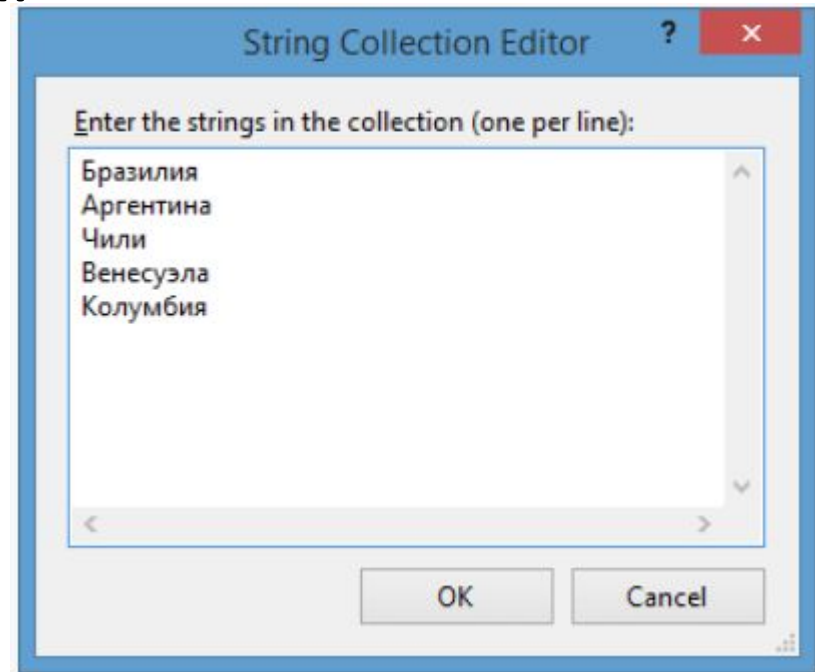 String Collection Editor ? ×
Enter the strings in the collection (one per line):
Бразилия
Аргентина
Чили
Венесуэла
Колумбия
OK Cancel